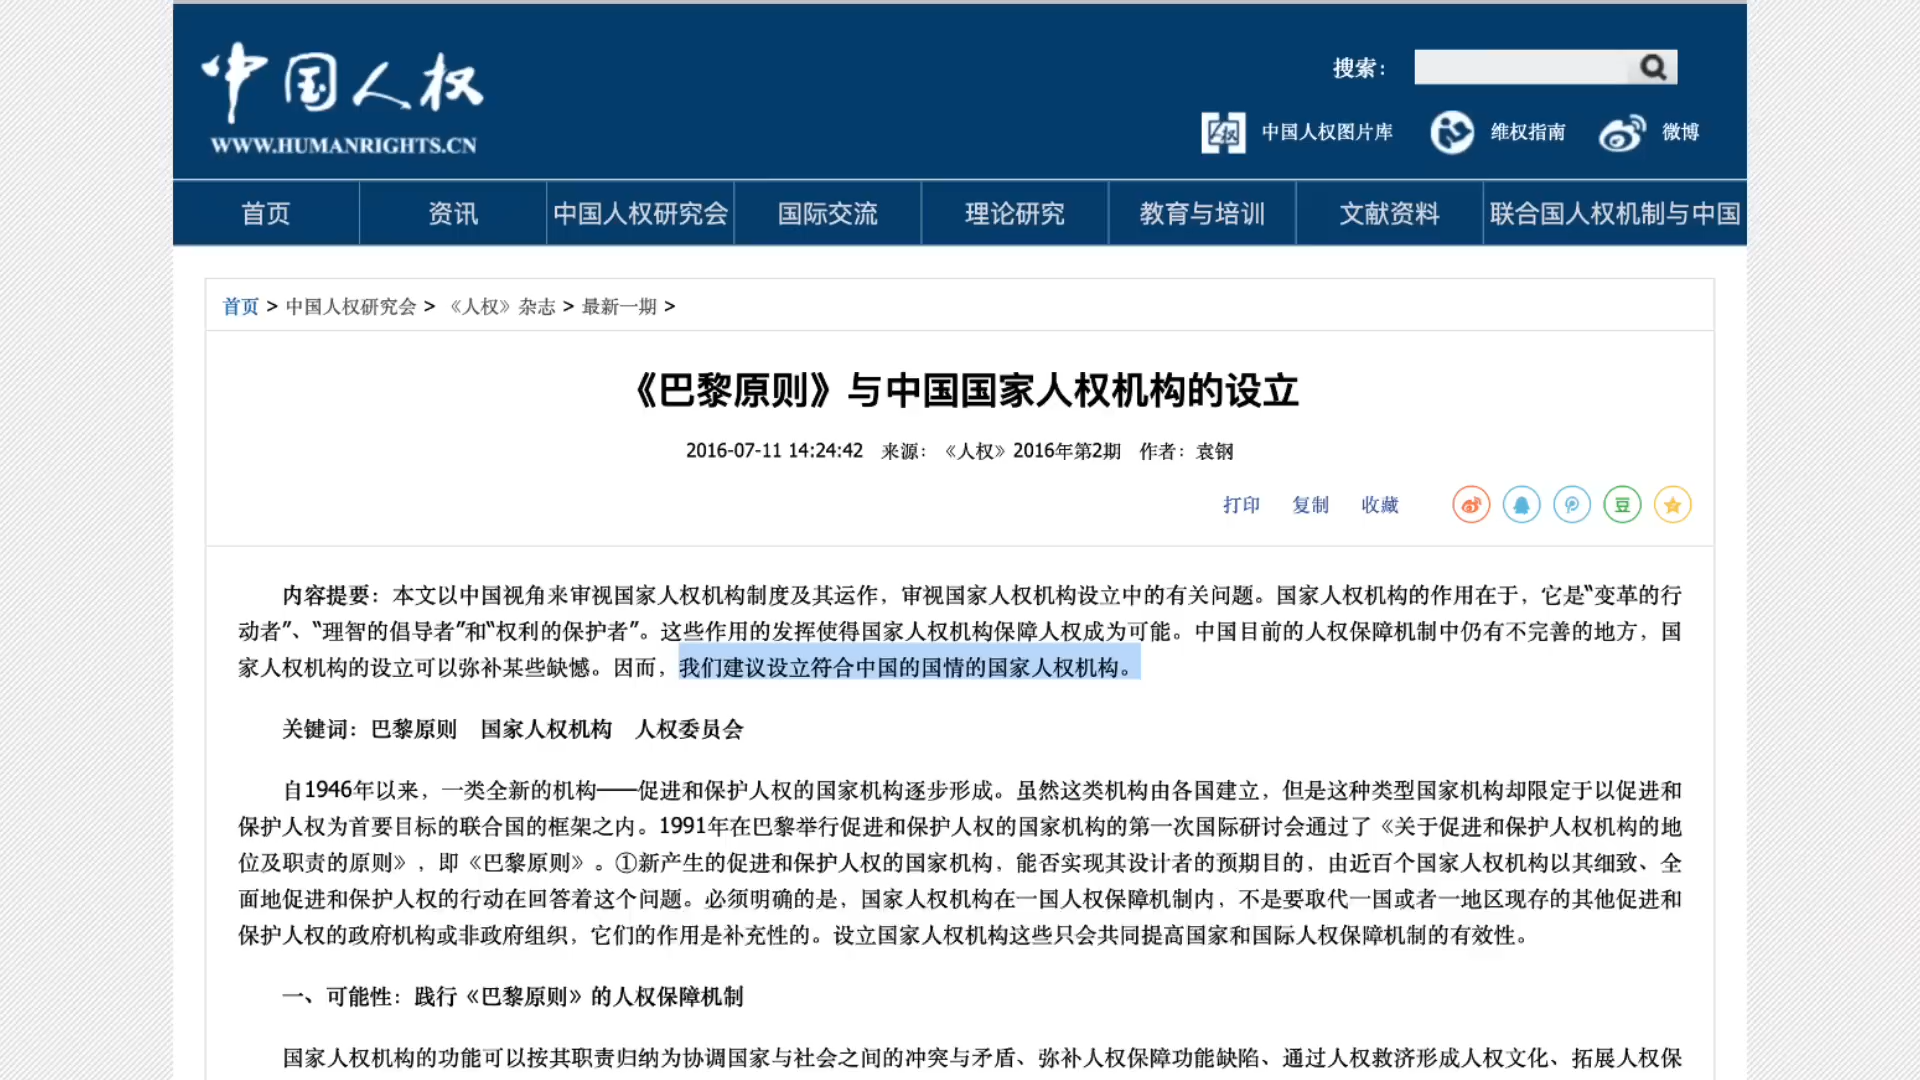 中国人权
WWW.HUMANRIGHTS.CN
搜索：
人权 中国人权图片库 维权指南 微博
首页 资讯 中国人权研究会 国际交流 理论研究 教育与培训 文献资料 联合国人权机制与中国
首页 > 中国人权研究会 > 《人权》杂志 > 最新一期 >
《巴黎原则》与中国国家人权机构的设立
2016-07-11 14:24:42 来源：《人权》2016年第2期 作者：袁钢
打印 复制 收藏 豆
内容提要：本文以中国视角来审视国家人权机构制度及其运作，审视国家人权机构设立中的有关问题。国家人权机构的作用在于，它是“变革的行
动者”、“理智的倡导者”和“权利的保护者”。这些作用的发挥使得国家人权机构保障人权成为可能。中国目前的人权保障机制中仍有不完善的地方，国
家人权机构的设立可以弥补某些缺憾。因而，我们建议设立符合中国的国情的国家人权机构。
关键词：巴黎原则 国家人权机构 人权委员会
自1946年以来，一类全新的机构——促进和保护人权的国家机构逐步形成。虽然这类机构由各国建立，但是这种类型国家机构却限定于以促进和
保护人权为首要目标的联合国的框架之内。1991年在巴黎举行促进和保护人权的国家机构的第一次国际研讨会通过了《关于促进和保护人权机构的地
位及职责的原则》，即《巴黎原则》。①新产生的促进和保护人权的国家机构，能否实现其设计者的预期目的，由近百个国家人权机构以其细致、全
面地促进和保护人权的行动在回答着这个问题。必须明确的是，国家人权机构在一国人权保障机制内，不是要取代一国或者一地区现存的其他促进和
保护人权的政府机构或非政府组织，它们的作用是补充性的。设立国家人权机构这些只会共同提高国家和国际人权保障机制的有效性。
一、可能性：践行《巴黎原则》的人权保障机制
国家人权机构的功能可以按其职责归纳为协调国家与社会之间的冲突与矛盾、弥补人权保障功能缺陷、通过人权救济形成人权文化、拓展人权保